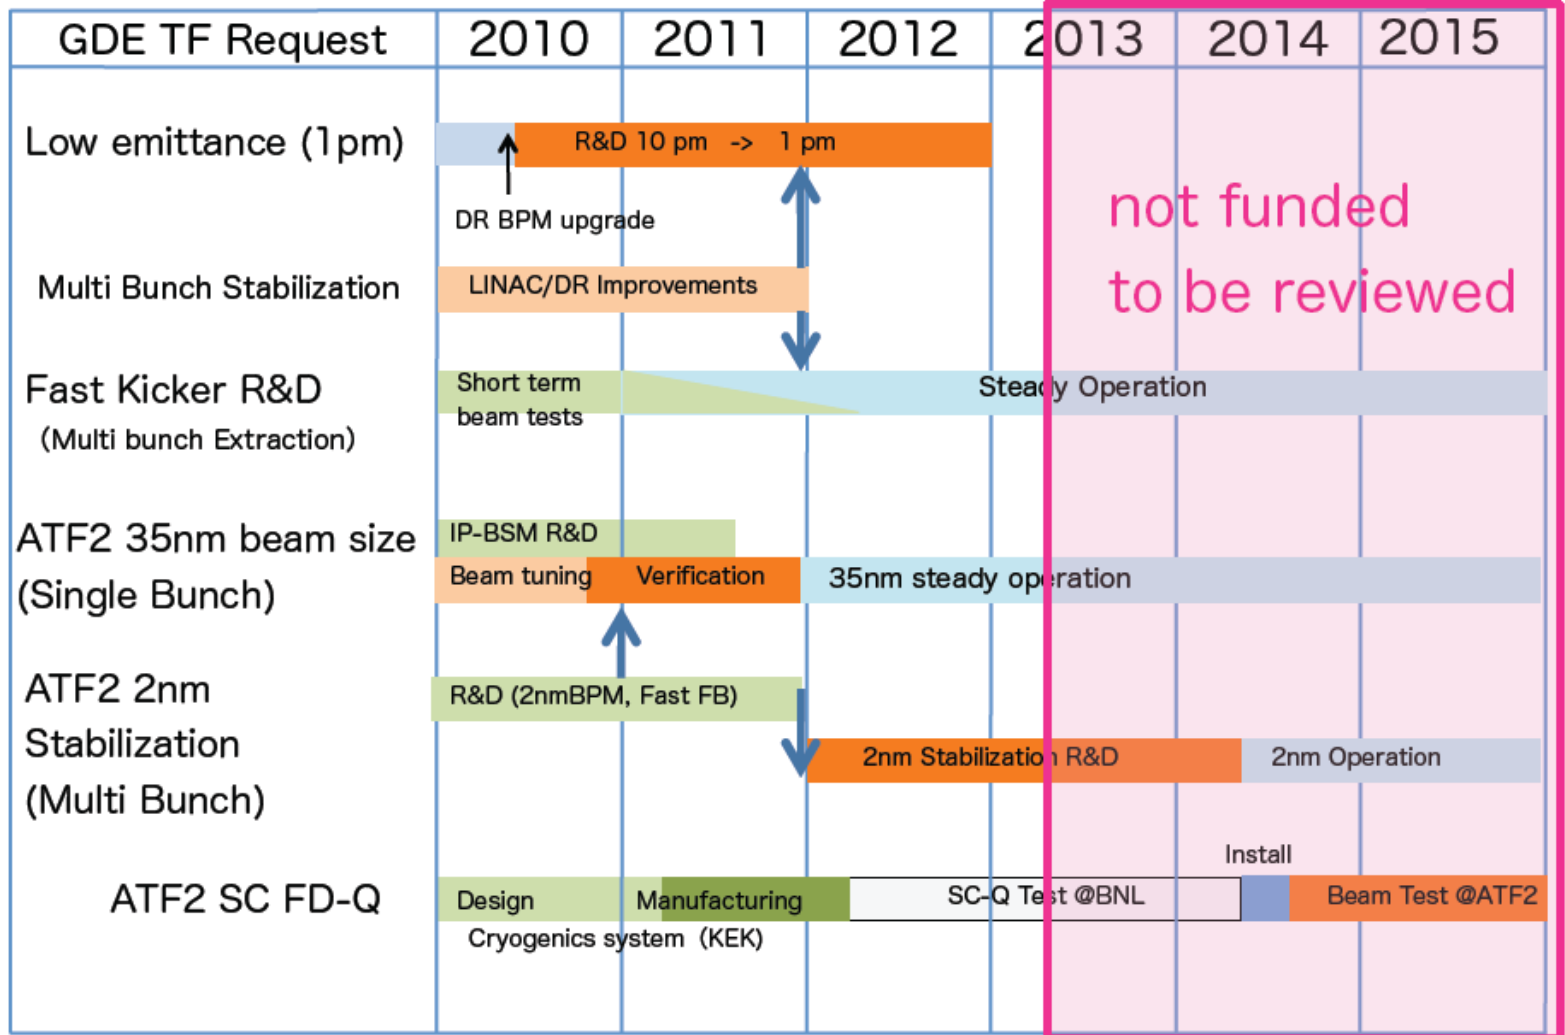 GDE TF Request 2010 2011 2012 2013 2014 2015
Low emittance (1pm)
R&D 10 pm -> 1 pm
DR BPM upgrade
not funded
to be reviewed
Multi Bunch Stabilization
LINAC/DR Improvements
Fast Kicker R&D
(Multi bunch Extraction)
Short term
beam tests
Steady Operation
ATF2 35nm beam size
(Single Bunch)
IP-BSM R&D
Beam tuning
Verification
35nm steady operation
ATF2 2nm
Stabilization
(Multi Bunch)
R&D (2nmBPM, Fast FB)
2nm Stabilization R&D
2nm Operation
Install
ATF2 SC FD-Q
Design
Manufacturing
SC-Q Test @BNL
Beam Test @ATF2
Cryogenics system (KEK)